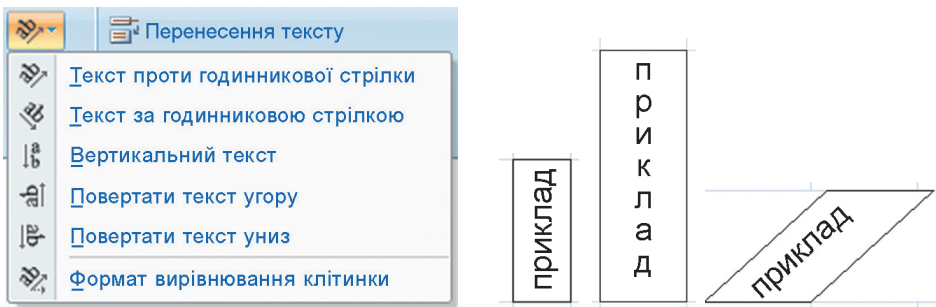 Перенесення тексту
Текст проти годинникової стрілки
Текст за годинниковою стрілкою
Вертикальний текст
Повертати текст угору
Повертати текст униз
Формат вирівнювання клітинки
приклад
приклад
приклад